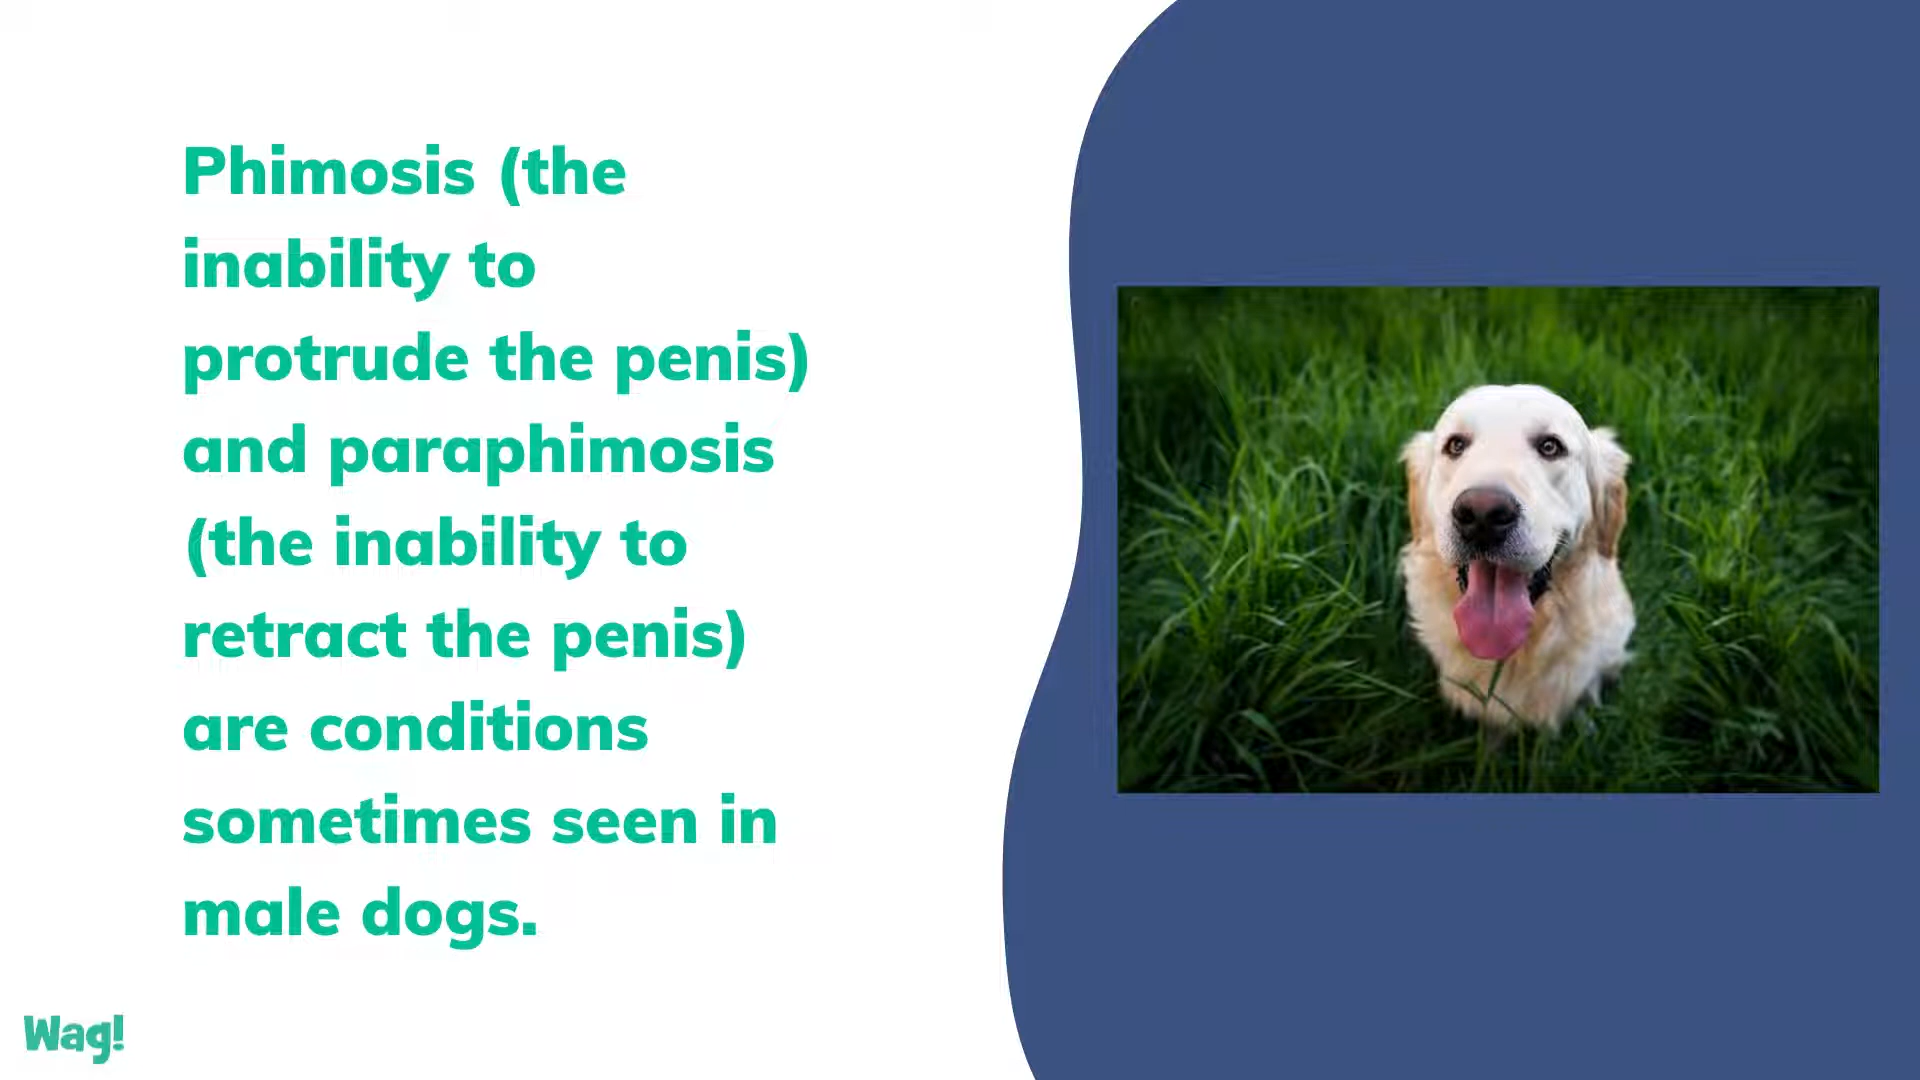 Phimosis (the
inability to
protrude the penis)
and paraphimosis
(the inability to
retract the penis)
are conditions
sometimes seen in
male dogs.
Wag!